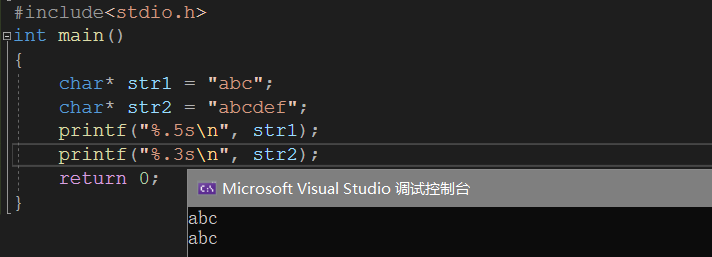 #include<stdio.h>
int main()
{
    char* str1 = "abc";
    char* str2 = "abcdef";
    printf("%.5s\n", str1);
    printf("%.3s\n", str2);
    return 0;
}
Microsoft Visual Studio 调试控制台
abc
abc